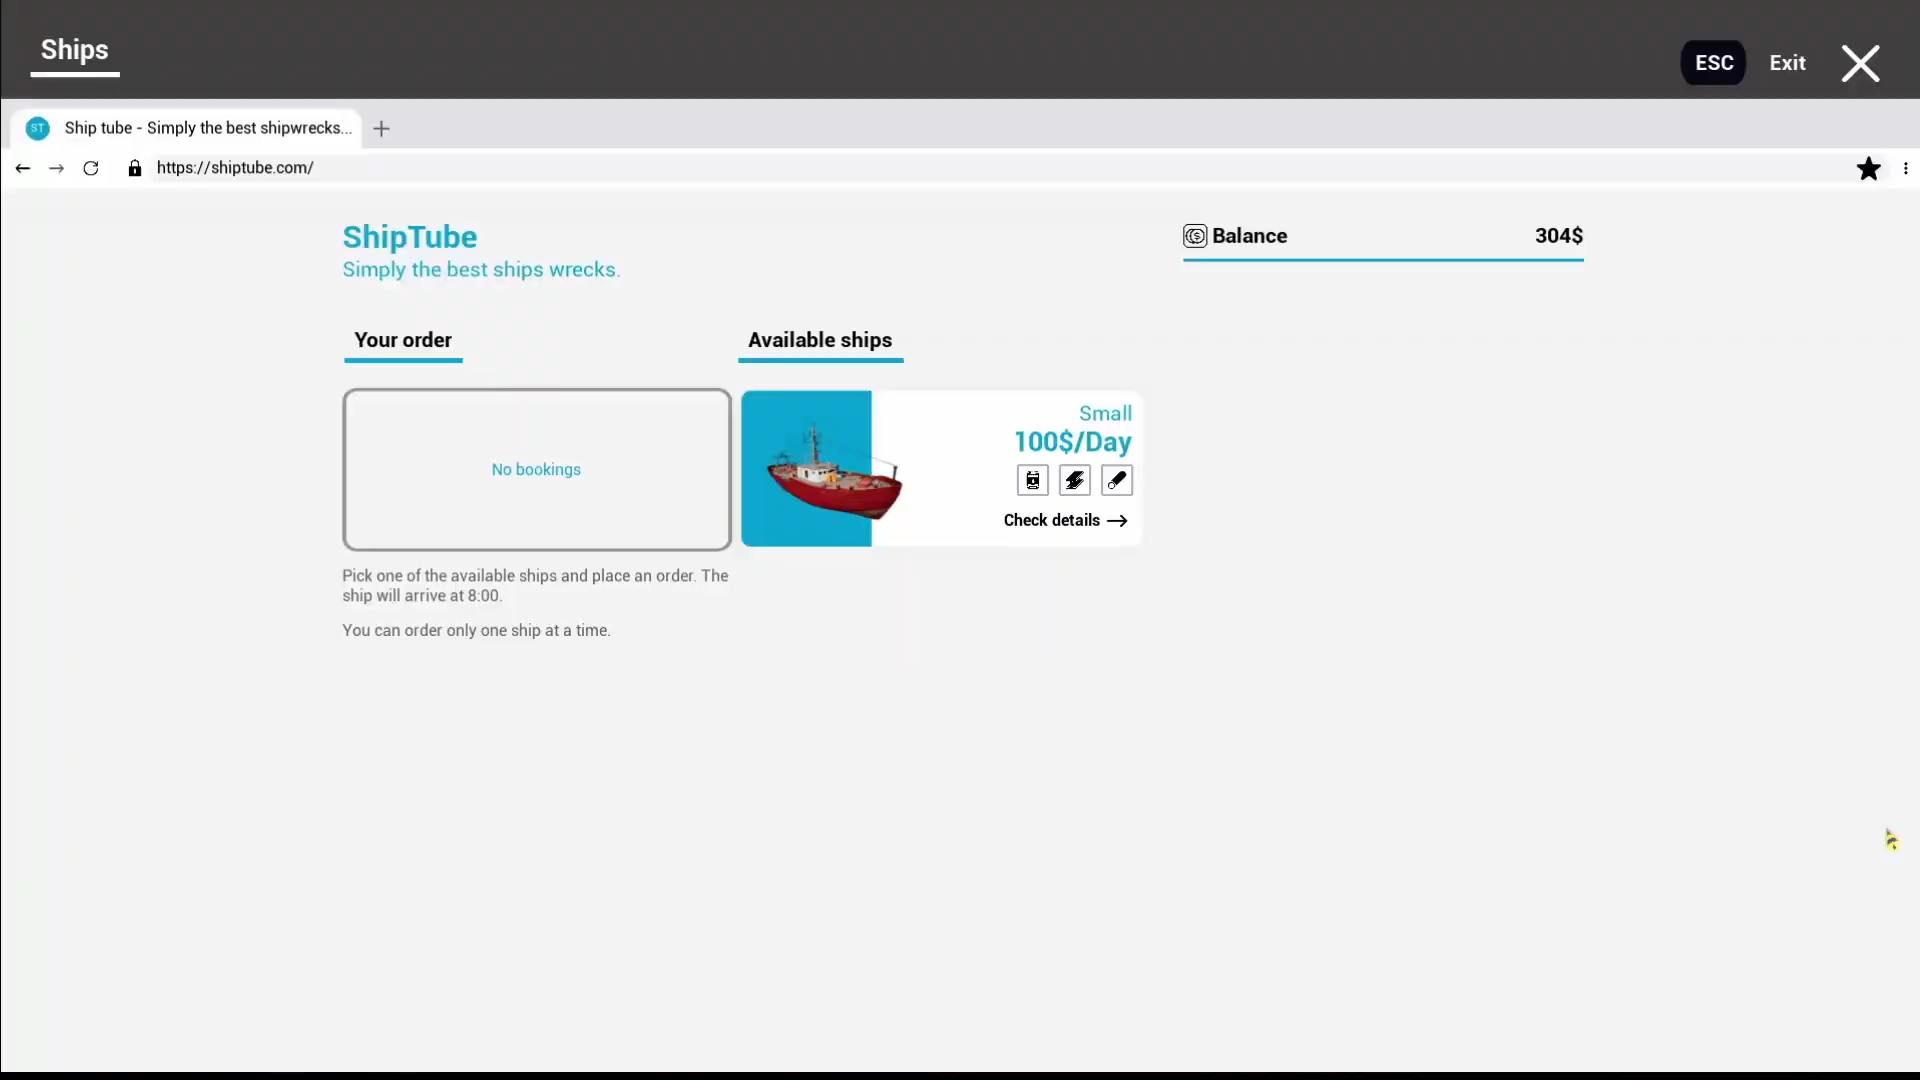 Ships
ESC Exit
ST Ship tube - Simply the best shipwrecks...
https://shiptube.com/
ShipTube
Simply the best ships wrecks.
Balance 304$
Your order
Available ships
No bookings
Small
100$/Day
Check details
Pick one of the available ships and place an order. The
ship will arrive at 8:00.
You can order only one ship at a time.